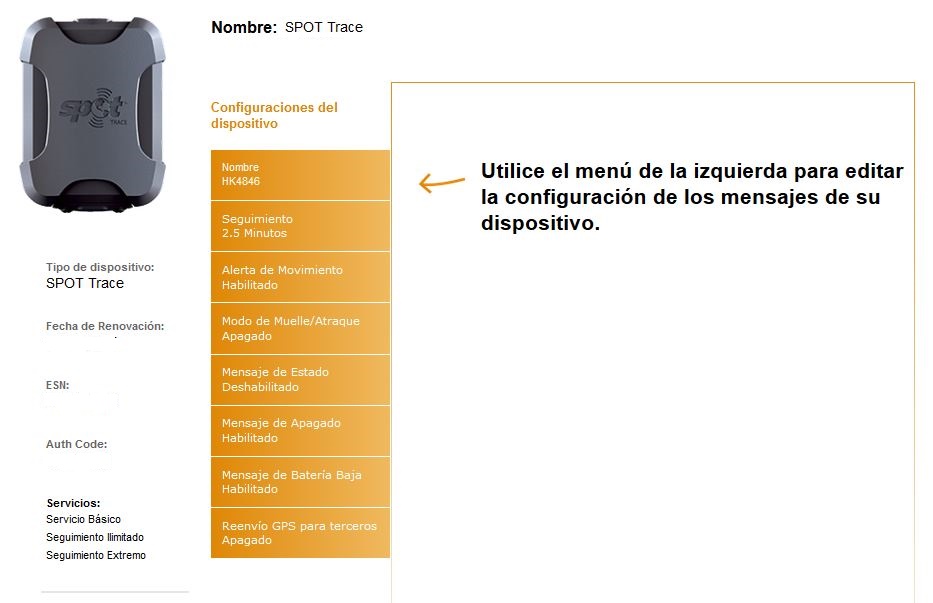 Nombre: SPOT Trace
spot
TRACE
Configuraciones del
dispositivo
Nombre
HK4846
Seguimiento
2.5 Minutos
Alerta de Movimiento
Habilitado
Modo de Muelle/Atraque
Apagado
Mensaje de Estado
Deshabilitado
Mensaje de Apagado
Habilitado
Mensaje de Batería Baja
Habilitado
Reenvío GPS para terceros
Apagado
Utilice el menú de la izquierda para editar
la configuración de los mensajes de su
dispositivo.
Tipo de dispositivo:
SPOT Trace
Fecha de Renovación:
ESN:
Auth Code:
Servicios:
Servicio Básico
Seguimiento Ilimitado
Seguimiento Extremo